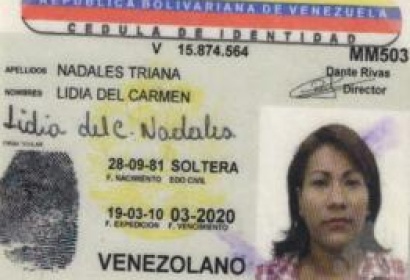 REPUBLICA BOLIVARIANA DE VENEZUELA
CEDULA DE IDENTIDAD
V 15.874.564
MM503
APELLIDOS NADALES TRIANA
Dante Rivas
Director
NOMBRES LIDIA DEL CARMEN
Lidia del C. Nadales
FIRMA TITULAR
28-09-81 SOLTERA
F. NACIMIENTO EDO CIVIL
19-03-10 03-2020
F. EXPEDICION F. VENCIMIENTO
VENEZOLANO